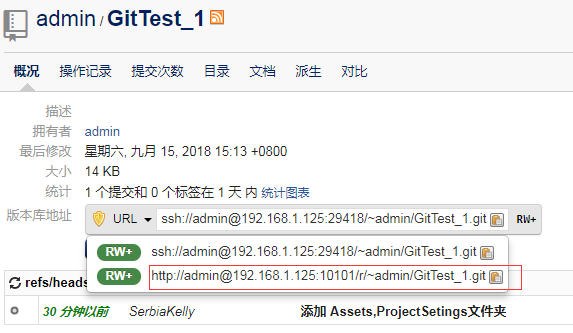 admin / GitTest_1
概况 操作记录 提交次数 目录 文档 派生 对比
描述
拥有者 admin
最后修改 星期六, 九月 15, 2018 15:13 +0800
大小 14 KB
统计 1 个提交和 0 个标签在 1 天 内 统计图表
版本库地址 URL ssh://admin@192.168.1.125:29418/~admin/GitTest_1.git RW+
RW+ ssh://admin@192.168.1.125:29418/~admin/GitTest_1.git
RW+ http://admin@192.168.1.125:10101/r/~admin/GitTest_1.git
refs/heads
30 分钟以前 SerbiaKelly 添加 Assets,ProjectSetings文件夹